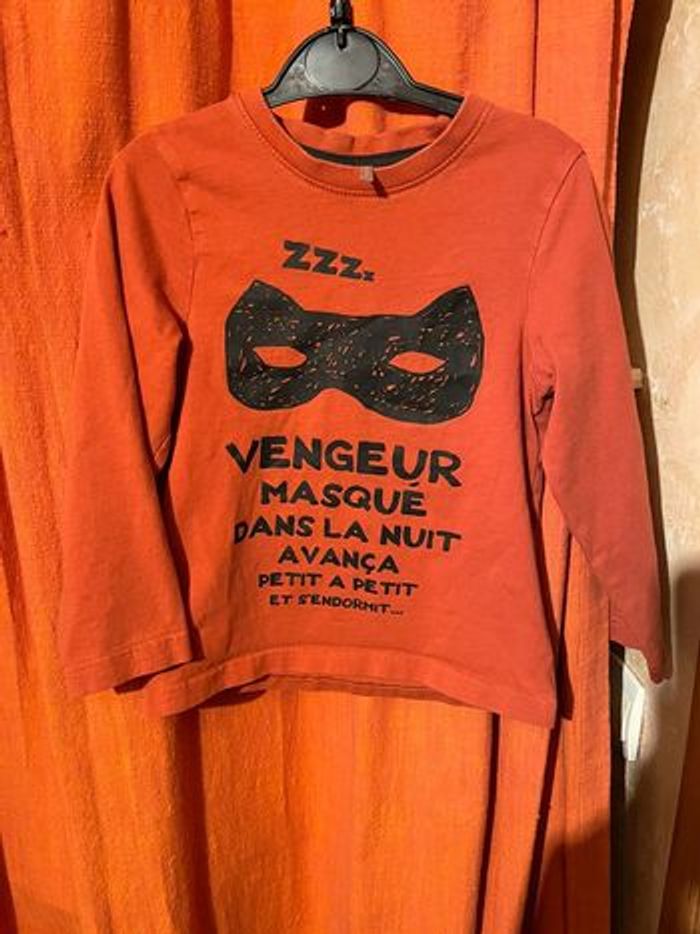 ZZZz
VENGEUR
MASQUÉ
DANS LA NUIT
AVANÇA
PETIT A PETIT
ET S'ENDORMIT...